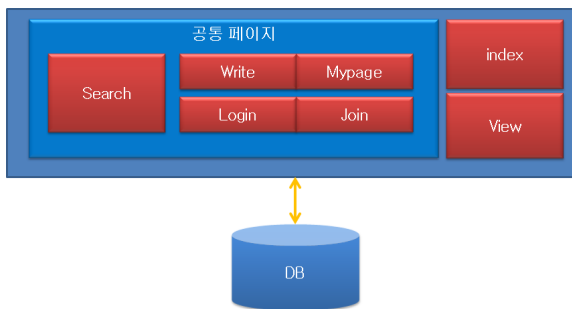 공통 페이지
Search
Write
Mypage
Login
Join
index
View
DB